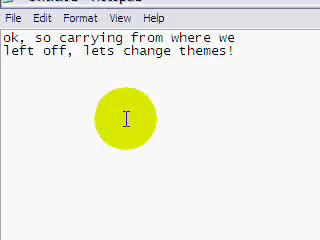 File Edit Format View Help
ok, so carrying from where we
left off, lets change themes!